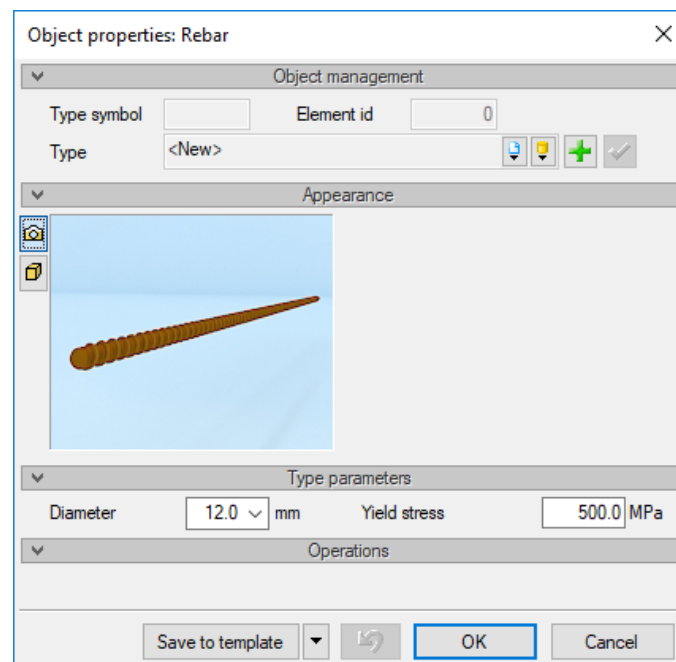 Object properties: Rebar
Object management
Type symbol Element id 0
Type <New>
Appearance
Type parameters
Diameter 12.0 mm Yield stress 500.0 MPa
Operations
Save to template OK Cancel